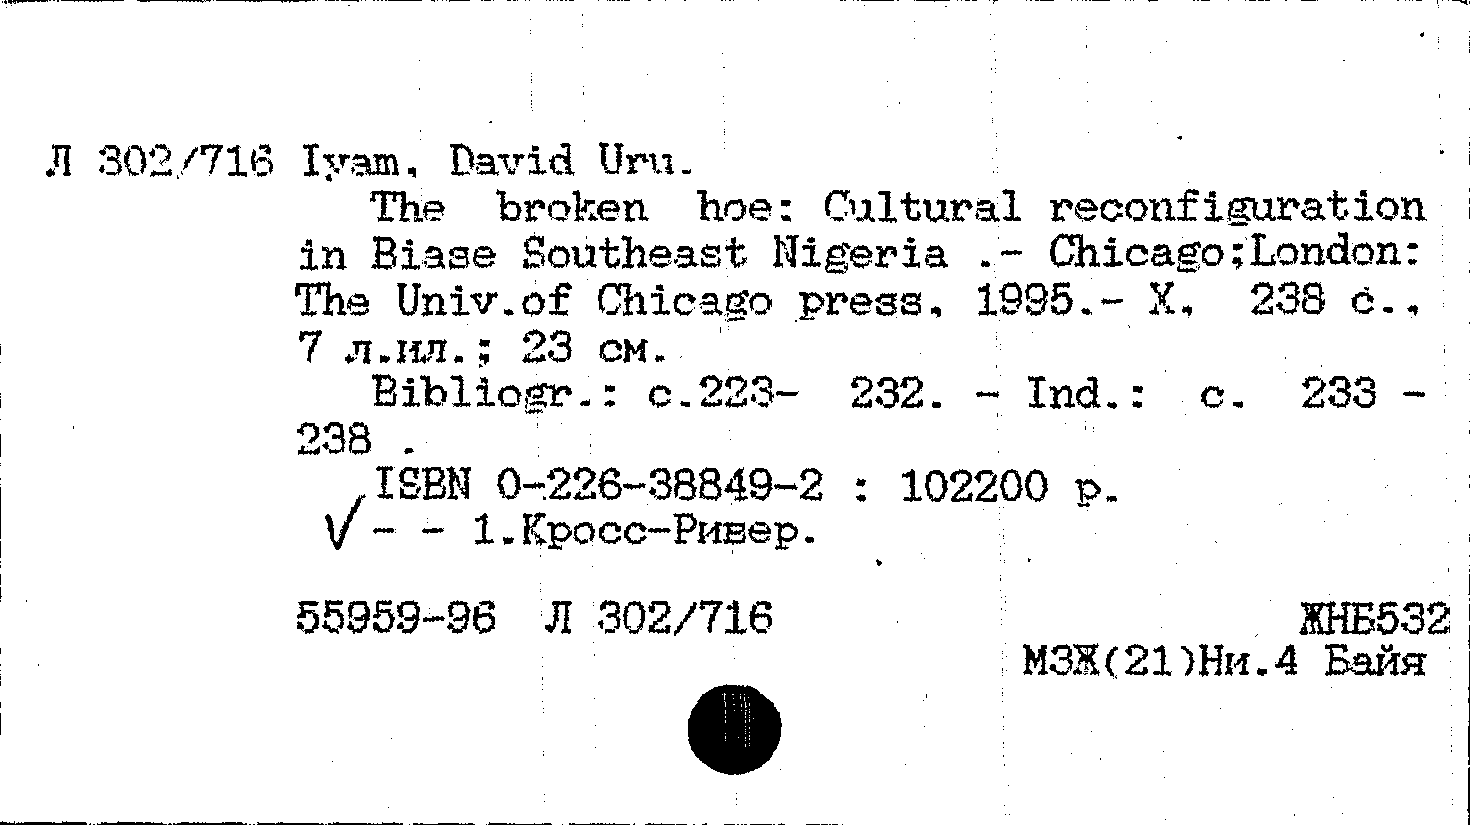 Л 302/716 Iyam, David Uru.
The broken hoe: Cultural reconfiguration
in Biase Southeast Nigeria .- Chicago;London:
The Univ.of Chicago press, 1995.- X, 238 с.,
7 л.ил.; 23 см.
Bibliogr.: с.223- 232. - Ind.: с. 233 -
238 .
ISBN 0-226-38849-2 : 102200 р.
√ - - 1.Кросс-Ривер.
55959-96 Л 302/716 ЖНБ532
МЗЖ(21)Ни.4 Байя